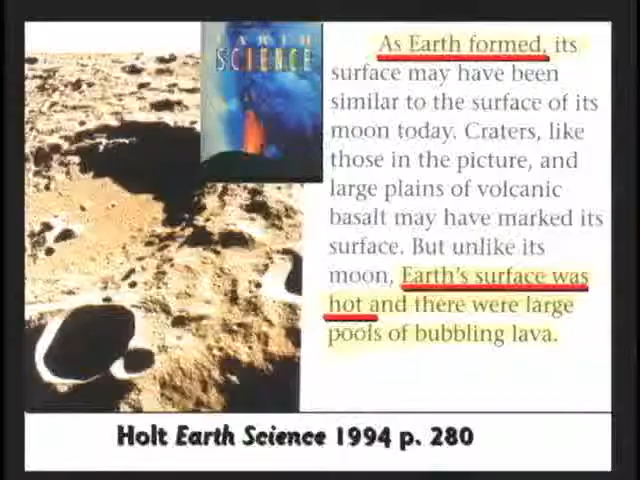 EARTH
SCIENCE
As Earth formed, its
surface may have been
similar to the surface of its
moon today. Craters, like
those in the picture, and
large plains of volcanic
basalt may have marked its
surface. But unlike its
moon, Earth's surface was
hot and there were large
pools of bubbling lava.
Holt Earth Science 1994 p. 280